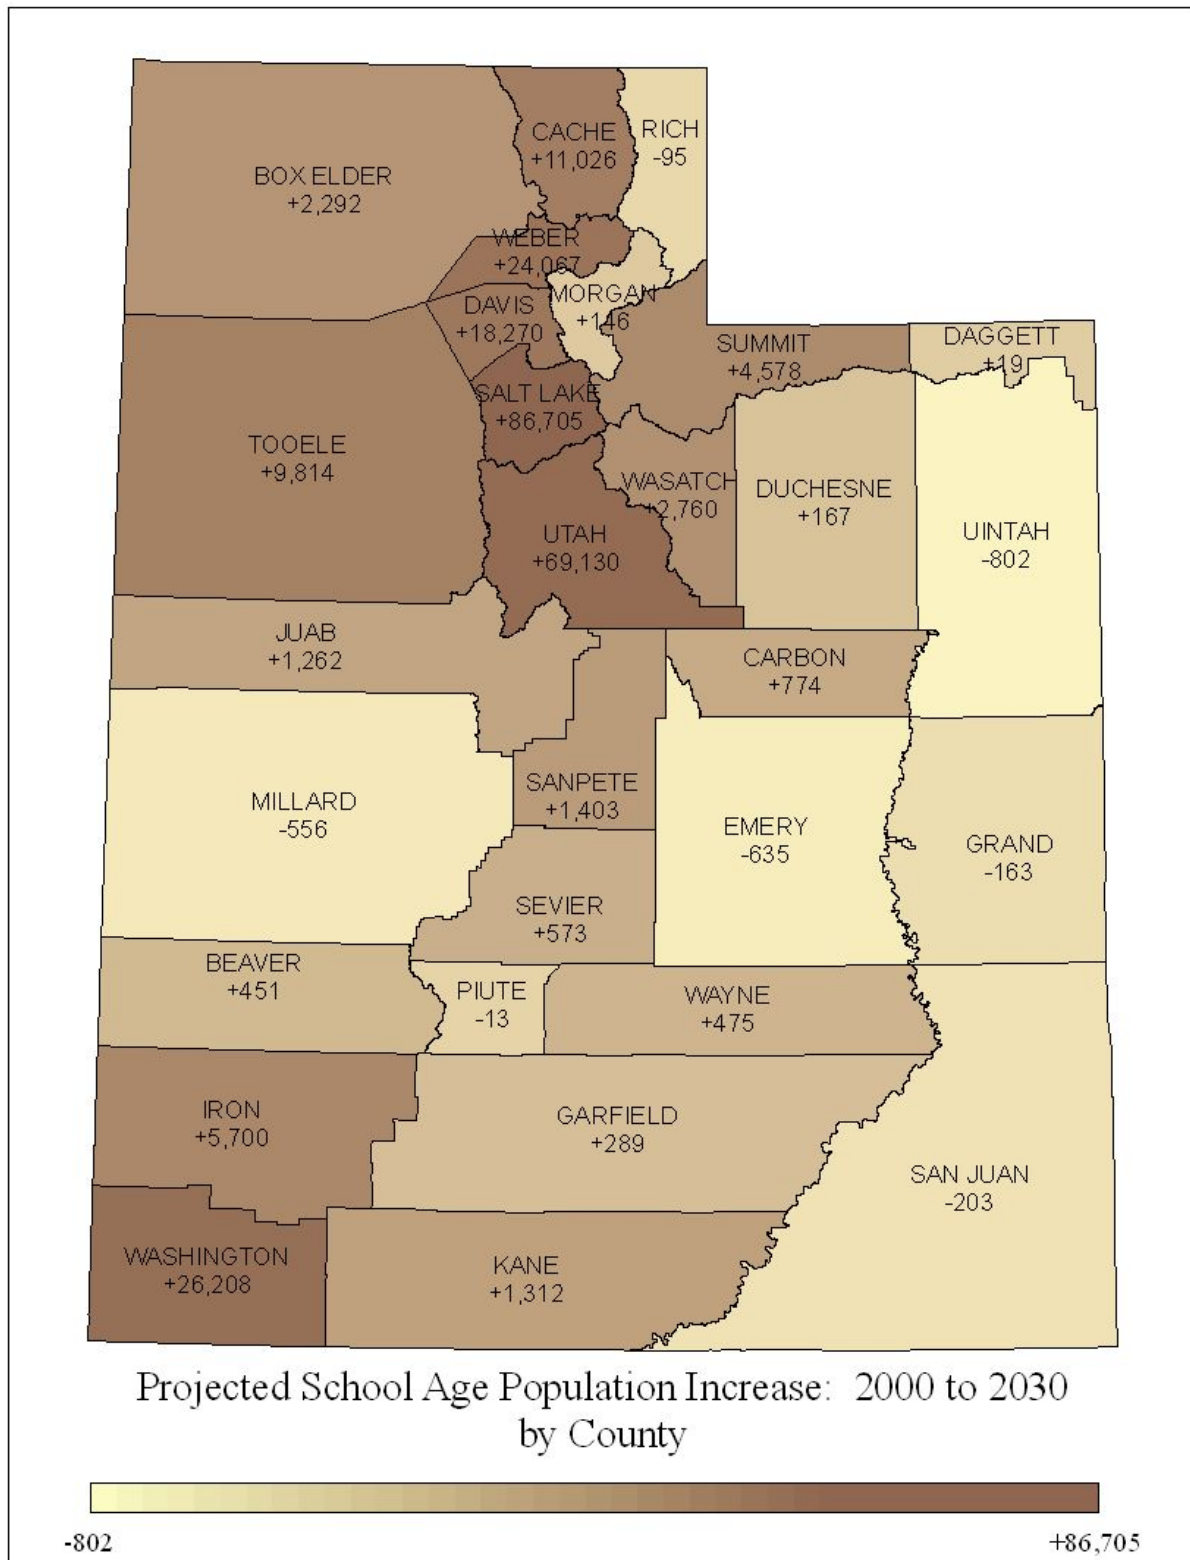 CACHE
+11,026
RICH
-95
BOX ELDER
+2,292
WEBER
+24,067
MORGAN
+146
DAVIS
+18,270
SUMMIT
+4,578
DAGGETT
+19
SALT LAKE
+86,705
TOOELE
+9,814
WASATCH
+2,760
DUCHESNE
+167
UINTAH
-802
UTAH
+69,130
JUAB
+1,262
CARBON
+774
MILLARD
-556
SANPETE
+1,403
EMERY
-635
GRAND
-163
SEVIER
+573
BEAVER
+451
PIUTE
-13
WAYNE
+475
IRON
+5,700
GARFIELD
+289
SAN JUAN
-203
WASHINGTON
+26,208
KANE
+1,312
Projected School Age Population Increase: 2000 to 2030
by County
-802
+86,705